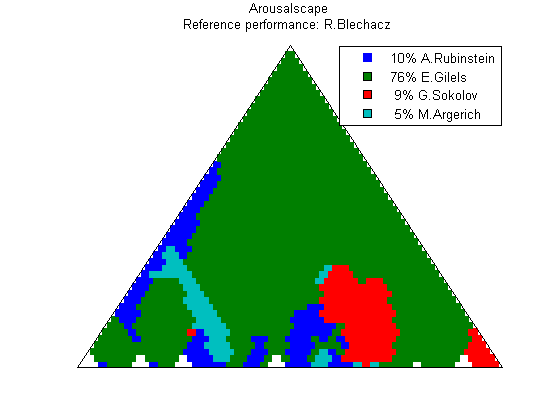 Arousalscape
Reference performance: R.Blechacz
10% A.Rubinstein
76% E.Gilels
9% G.Sokolov
5% M.Argerich